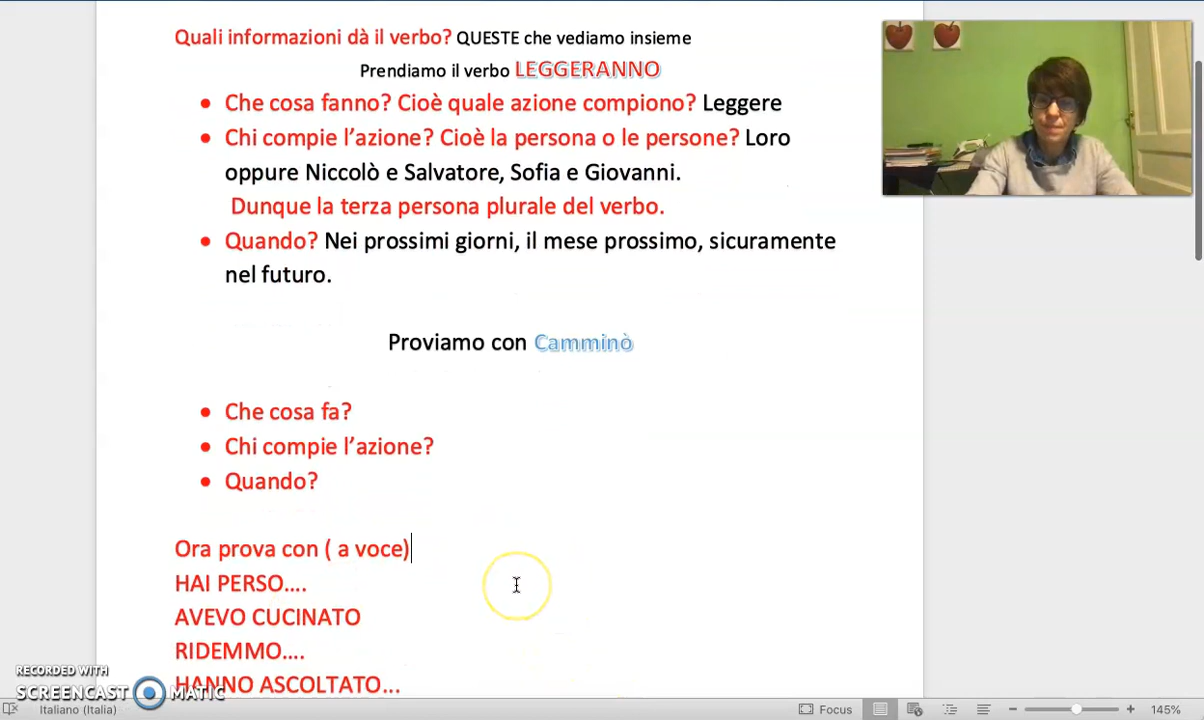 Quali informazioni dà il verbo? QUESTE che vediamo insieme
Prendiamo il verbo LEGGERANNO
• Che cosa fanno? Cioè quale azione compiono? Leggere
• Chi compie l'azione? Cioè la persona o le persone? Loro
oppure Niccolò e Salvatore, Sofia e Giovanni.
Dunque la terza persona plurale del verbo.
• Quando? Nei prossimi giorni, il mese prossimo, sicuramente
nel futuro.
Proviamo con Camminò
• Che cosa fa?
• Chi compie l'azione?
• Quando?
Ora prova con ( a voce)
HAI PERSO....
AVEVO CUCINATO
RIDEMMO....
HANNO ASCOLTATO...
RECORDED WITH
SCREENCAST MATIC
Italiano (Italia)
Focus
145%